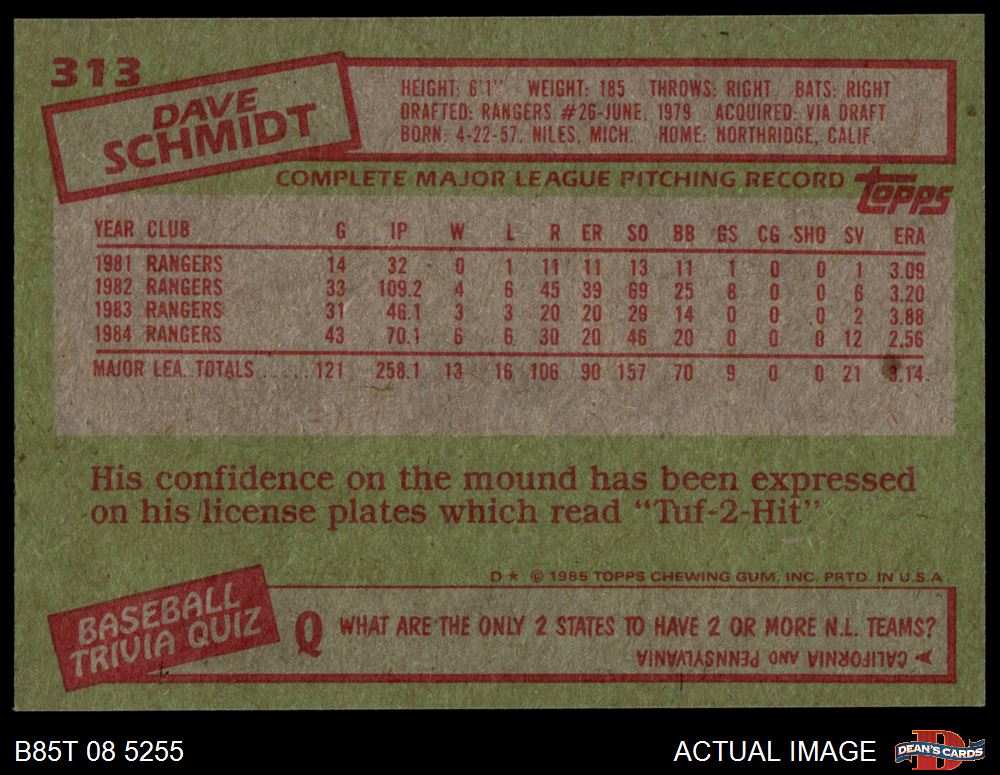 313
DAVE
SCHMIDT
HEIGHT: 6'1" WEIGHT: 185 THROWS: RIGHT BATS: RIGHT
DRAFTED: RANGERS #26-JUNE, 1979 ACQUIRED: VIA DRAFT
BORN: 4-22-57, NILES, MICH. HOME: NORTHRIDGE, CALIF.
COMPLETE MAJOR LEAGUE PITCHING RECORD
Topps
YEAR CLUB G IP W L R ER SO BB GS CG SHO SV ERA
1981 RANGERS 14 32 0 1 11 11 13 11 1 0 0 1 3.09
1982 RANGERS 33 109.2 4 6 45 39 69 25 8 0 0 6 3.20
1983 RANGERS 31 46.1 3 3 20 20 29 14 0 0 0 2 3.88
1984 RANGERS 43 70.1 6 6 30 20 46 20 0 0 0 12 2.56
MAJOR LEA. TOTALS ..... 121 258.1 13 16 106 90 157 70 9 0 0 21 3.14
His confidence on the mound has been expressed
on his license plates which read "Tuf-2-Hit"
D★ © 1985 TOPPS CHEWING GUM, INC. PRTD. IN U.S.A
BASEBALL
TRIVIA QUIZ
Q WHAT ARE THE ONLY 2 STATES TO HAVE 2 OR MORE N.L. TEAMS?
CALIFORNIA AND PENNSYLVANIA
B85T 08 5255
ACTUAL IMAGE
D
DEAN'S CARDS